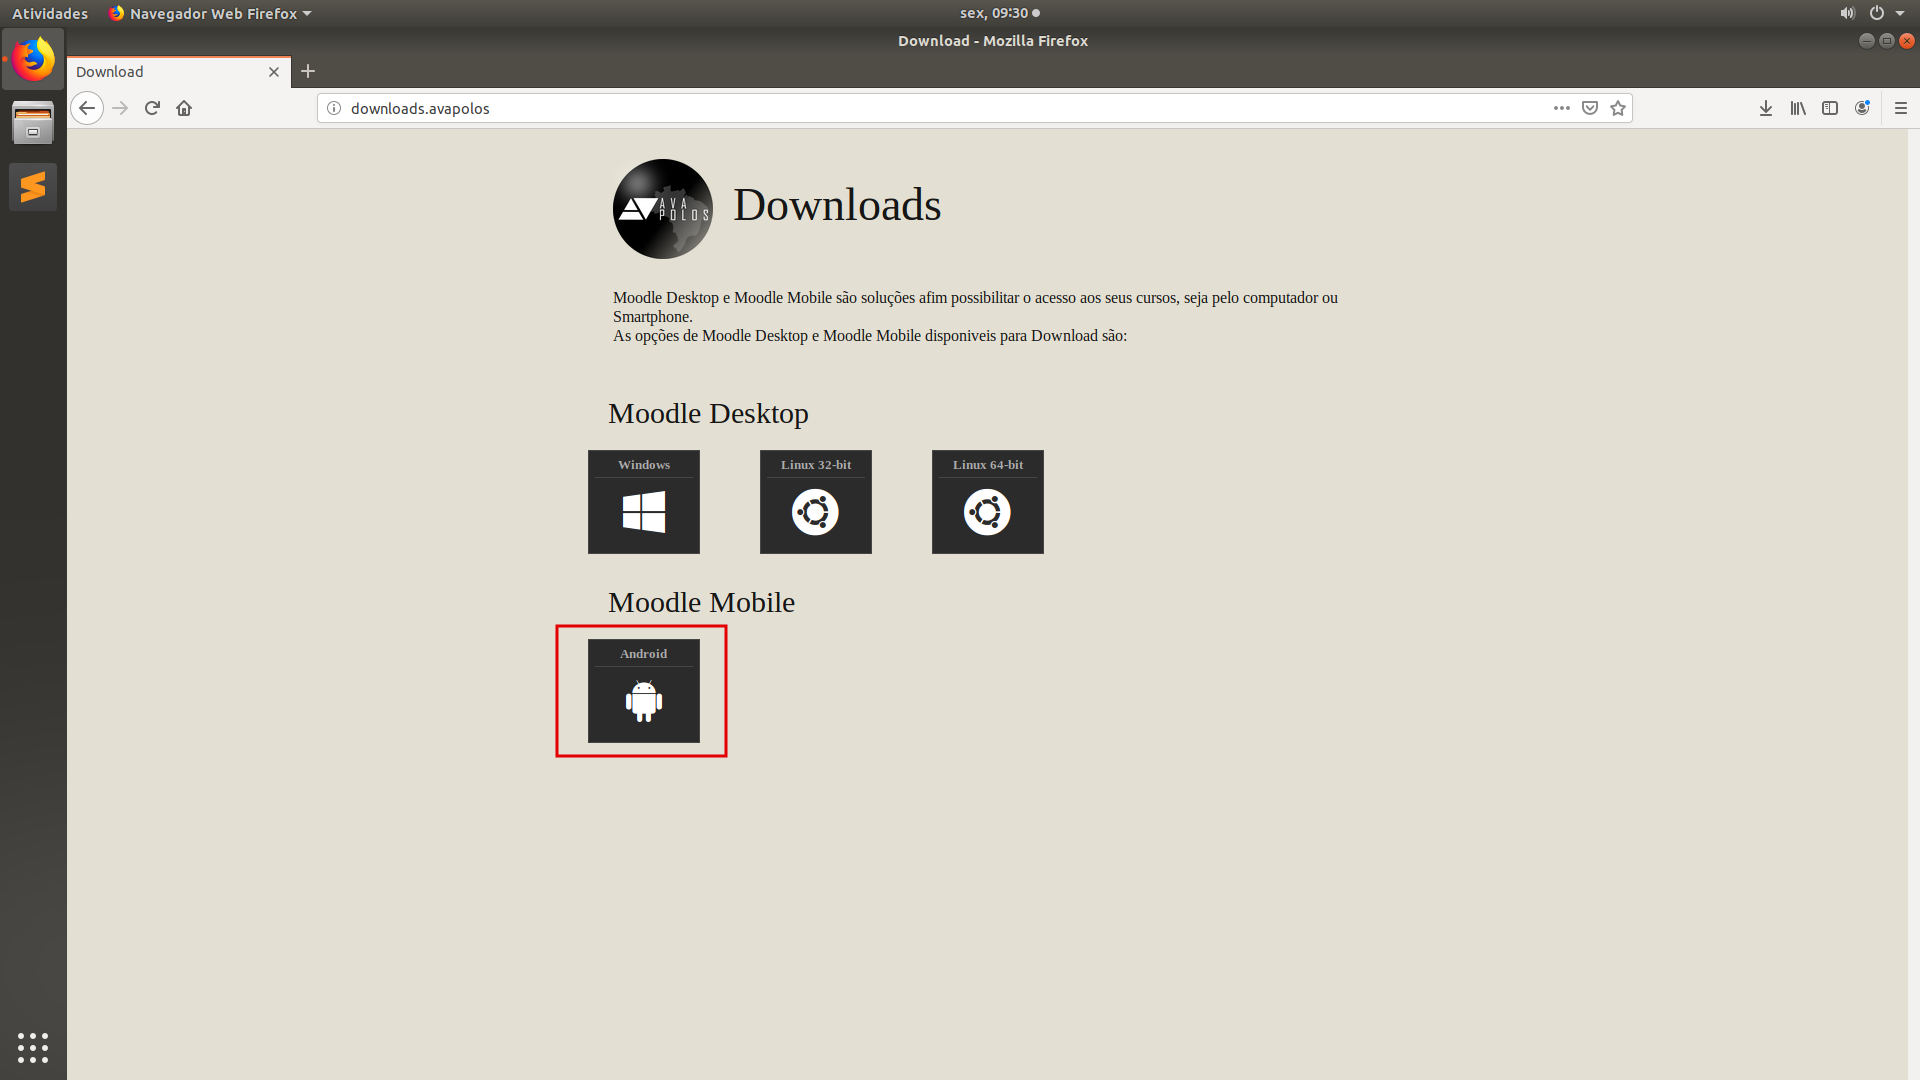 Atividades Navegador Web Firefox sex, 09:30
Download - Mozilla Firefox
Download
downloads.avapolos
AVA
POLOS
Downloads
Moodle Desktop e Moodle Mobile são soluções afim possibilitar o acesso aos seus cursos, seja pelo computador ou
Smartphone.
As opções de Moodle Desktop e Moodle Mobile disponiveis para Download são:
Moodle Desktop
Windows Linux 32-bit Linux 64-bit
Moodle Mobile
Android